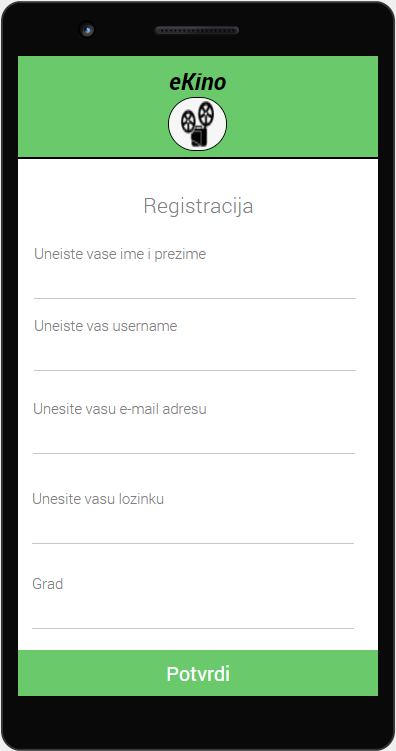 eKino
Registracija
Uneiste vase ime i prezime
Uneiste vas username
Unesite vasu e-mail adresu
Unesite vasu lozinku
Grad
Potvrdi